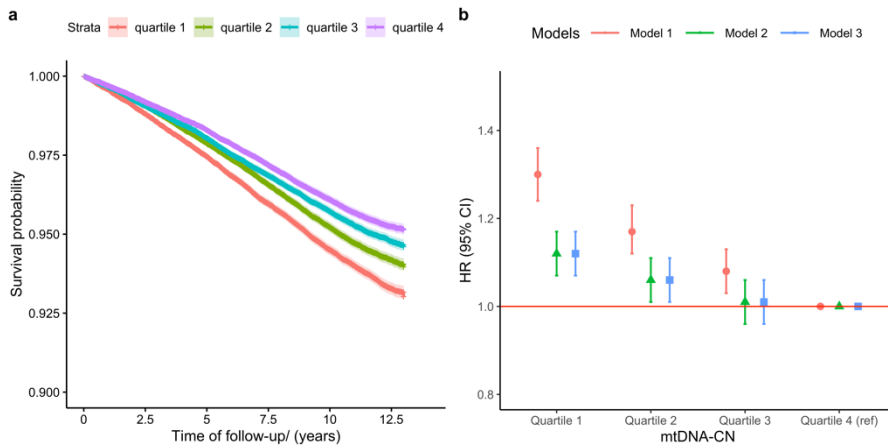 a
Strata quartile 1 quartile 2 quartile 3 quartile 4
Survival probability
1.000
0.975
0.950
0.925
0.900
0 2.5 5 7.5 10 12.5
Time of follow-up/ (years)
b
Models Model 1 Model 2 Model 3
HR (95% CI)
1.4
1.2
1.0
0.8
Quartile 1 Quartile 2 Quartile 3 Quartile 4 (ref)
mtDNA-CN